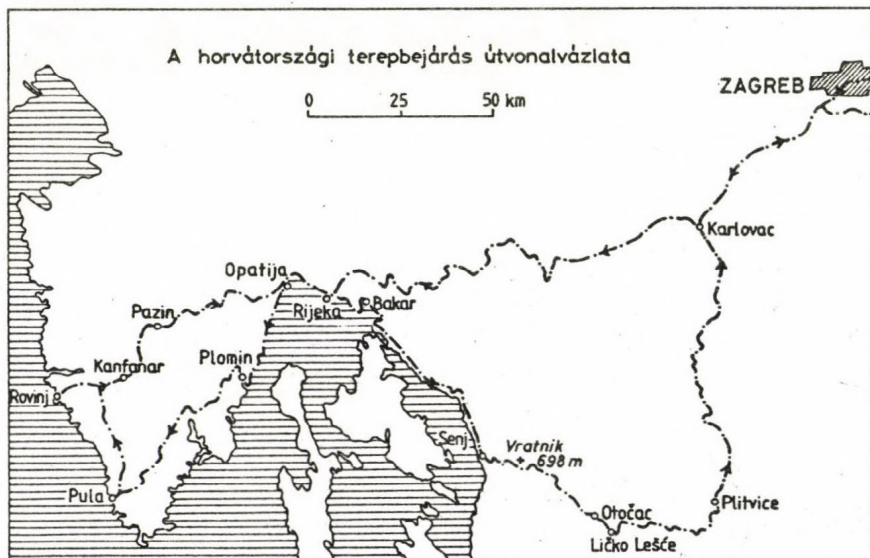 A horvátországi terepbejárás útvonalvázlata
0 25 50 km
ZAGREB
Karlovac
Opatija
Rijeka
Bakar
Pazin
Plomin
Kanfanar
Rovinj
Senj
Vratnik
698 m
Pula
Otočac
Plitvice
Ličko Lešće